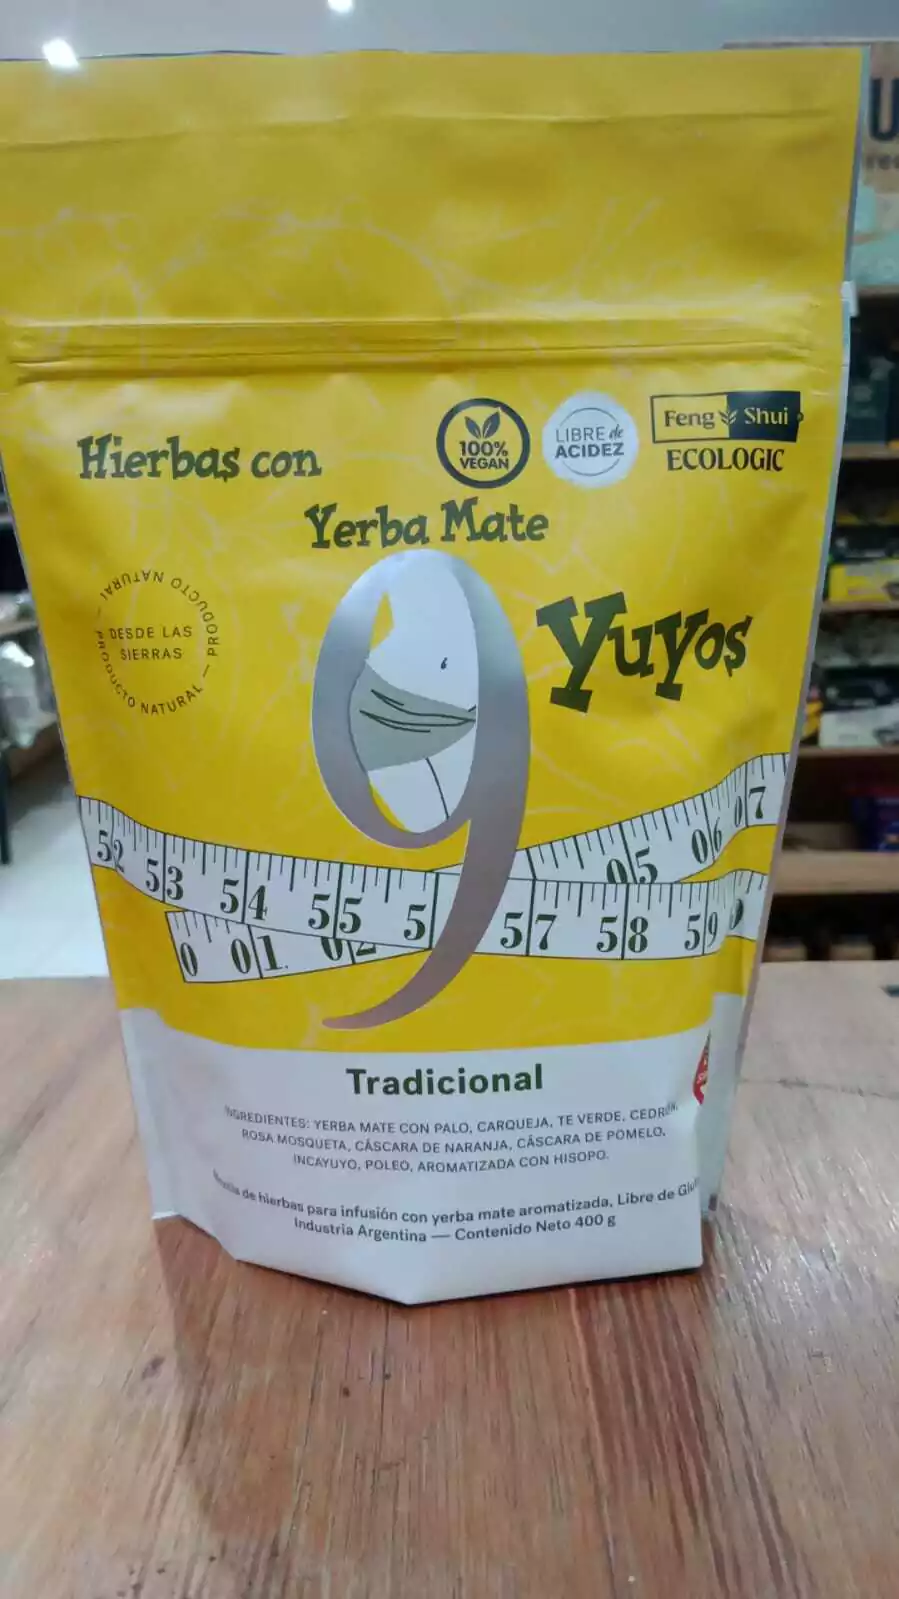 Hierbas con
100%
VEGAN
LIBRE de
ACIDEZ
Feng Shui
ECOLOGIC
Yerba Mate
9
Yuyos
PRODUCTO NATURAL — PRODUCTO NATURAL —
DESDE LAS
SIERRAS
52 53 54 55 5 57 58 59
0 01 02 05 06 07
Tradicional
INGREDIENTES: YERBA MATE CON PALO, CARQUEJA, TE VERDE, CEDRÓN,
ROSA MOSQUETA, CÁSCARA DE NARANJA, CÁSCARA DE POMELO,
INCAYUYO, POLEO, AROMATIZADA CON HISOPO.
de hierbas para infusión con yerba mate aromatizada, Libre de
Industria Argentina — Contenido Neto 400 g